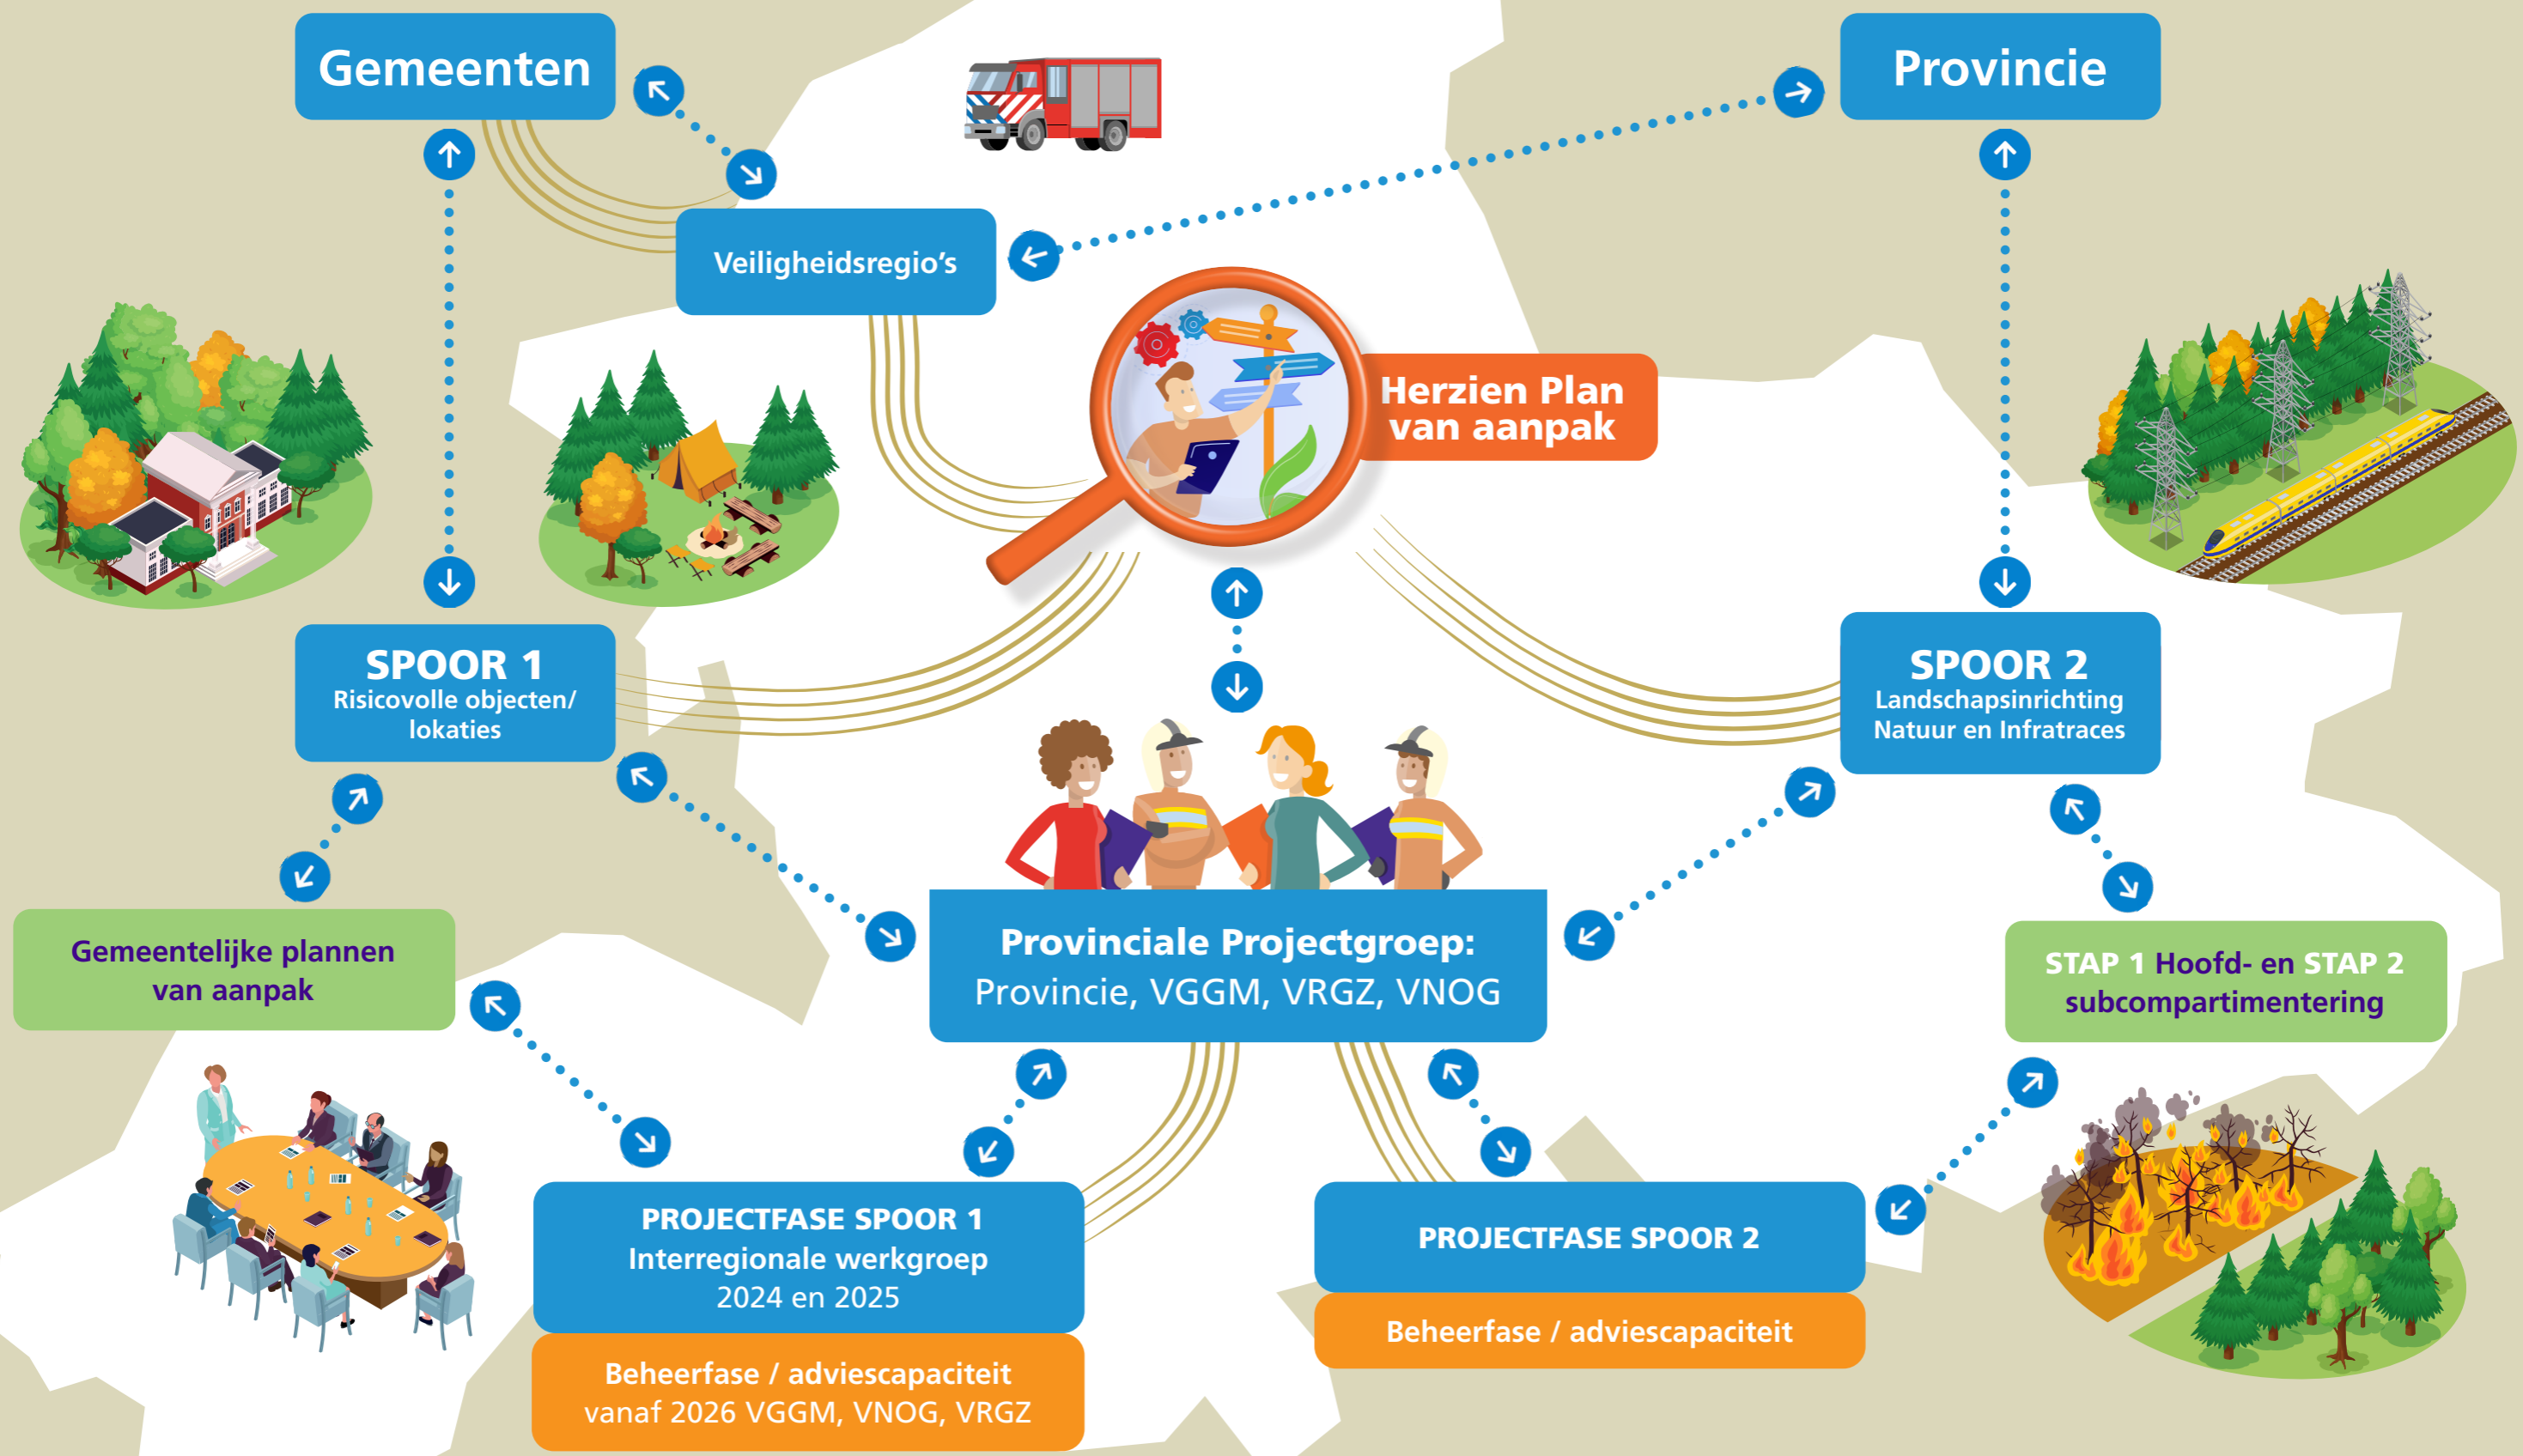 Gemeenten
Provincie
Veiligheidsregio's
Herzien Plan
van aanpak
SPOOR 1
Risicovolle objecten/
lokaties
SPOOR 2
Landschapsinrichting
Natuur en Infratraces
Gemeentelijke plannen
van aanpak
Provinciale Projectgroep:
Provincie, VGGM, VRGZ, VNOG
STAP 1 Hoofd- en STAP 2
subcompartimentering
PROJECTFASE SPOOR 1
Interregionale werkgroep
2024 en 2025
Beheerfase / adviescapaciteit
vanaf 2026 VGGM, VNOG, VRGZ
PROJECTFASE SPOOR 2
Beheerfase / adviescapaciteit